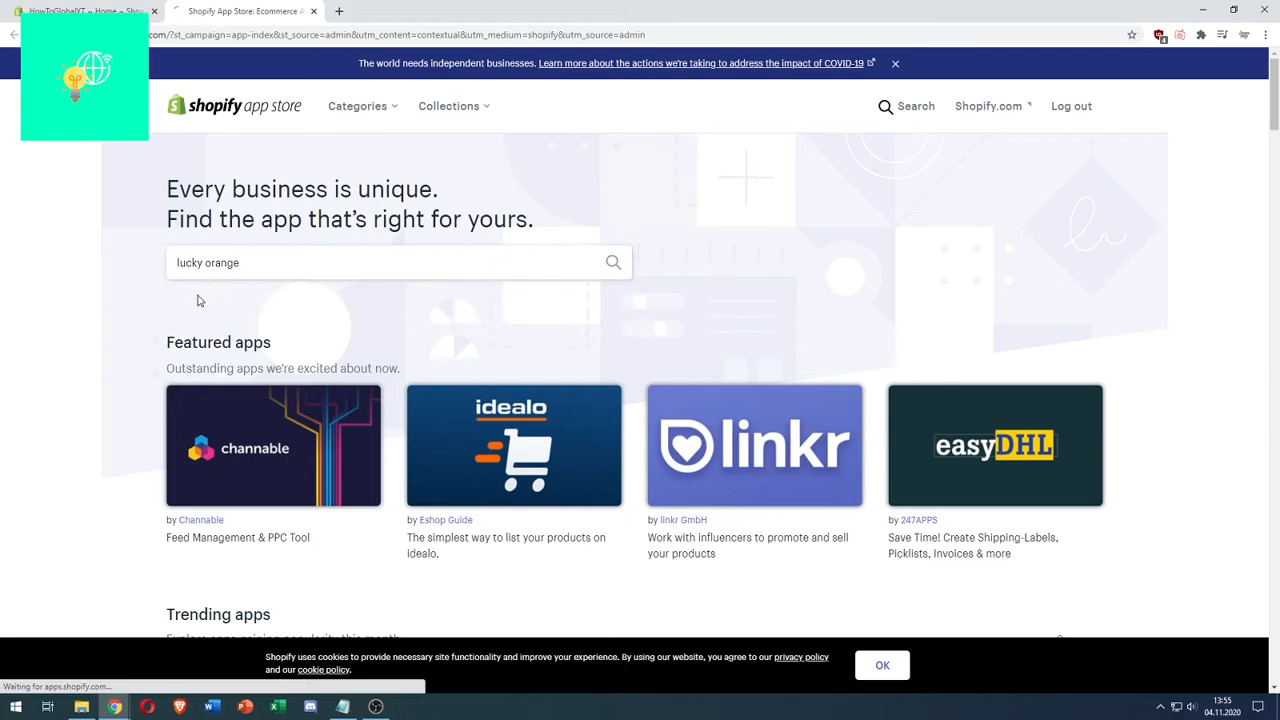 HowToGlobalXT ~ Home ~ Shop
Shopify App Store: Ecommerce A
com/?st_campaign=app-index&st_source=admin&utm_content=contextual&utm_medium=shopify&utm_source=admin
The world needs independent businesses. Learn more about the actions we're taking to address the impact of COVID-19
shopify app store
Categories
Collections
Search
Shopify.com
Log out
Every business is unique.
Find the app that's right for yours.
lucky orange
Featured apps
Outstanding apps we're excited about now.
channable
idealo
linkr
easyDHL
by Channable
by Eshop Guide
by linkr GmbH
by 247APPS
Feed Management & PPC Tool
The simplest way to list your products on
idealo.
Work with influencers to promote and sell
your products
Save Time! Create Shipping-Labels,
Picklists, Invoices & more
Trending apps
Explore apps gaining popularity this month
Shopify uses cookies to provide necessary site functionality and improve your experience. By using our website, you agree to our privacy policy
and our cookie policy.
OK
Waiting for apps.shopify.com...
13:55
04.11.2020